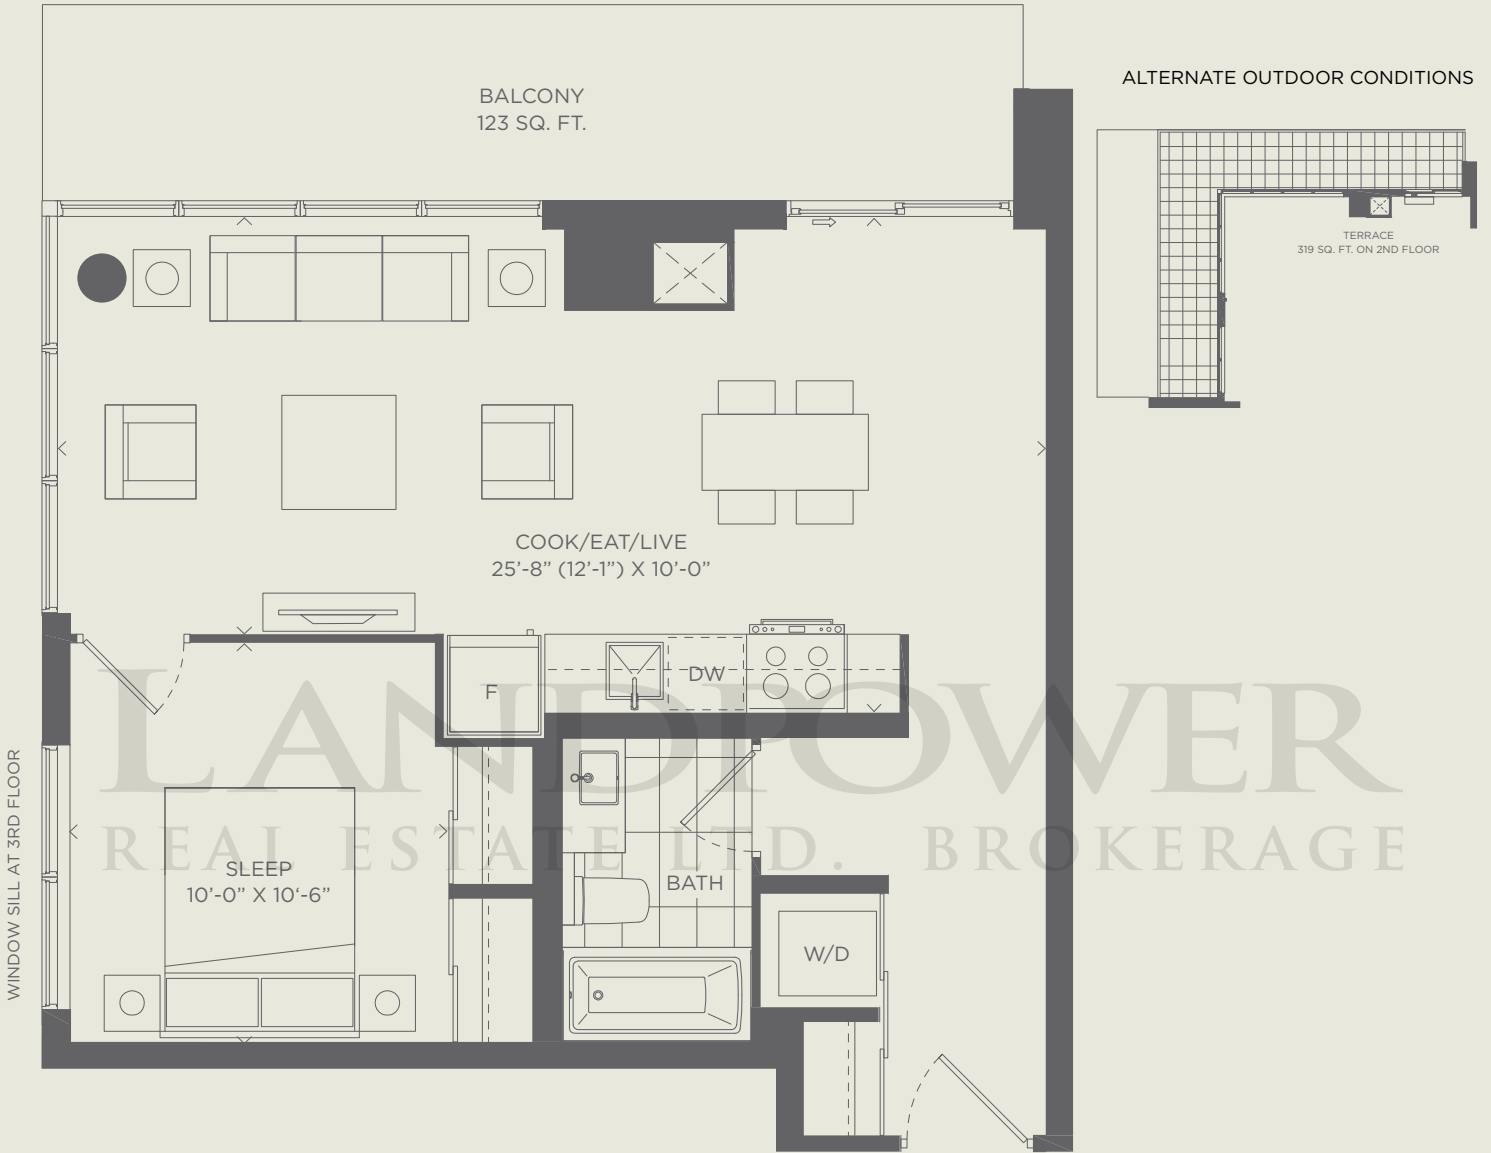 BALCONY
123 SQ. FT.
ALTERNATE OUTDOOR CONDITIONS
TERRACE
319 SQ. FT. ON 2ND FLOOR
COOK/EAT/LIVE
25'-8” (12'-1”) X 10'-0”
F
DW
LANDPOWER
REAL ESTATE LTD. BROKERAGE
SLEEP
10'-0” X 10'-6”
BATH
W/D
WINDOW SILL AT 3RD FLOOR